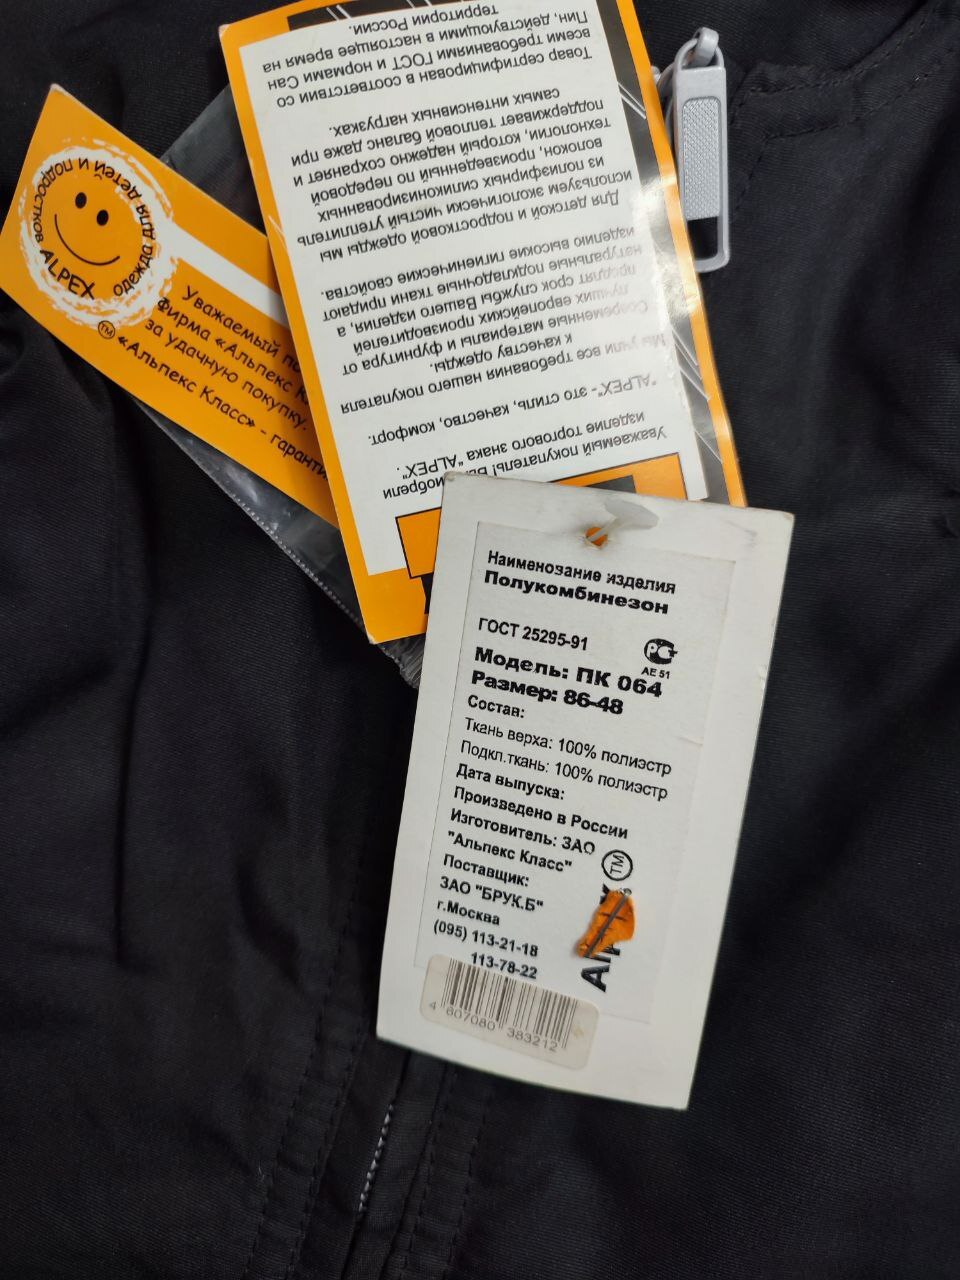 ALPEX
одежда для детей и подростков
Уважаемый
фирма «Альпекс
за удачную покупку.
TM «Альпекс Класс» -
Уважаемый покупатель!
изделие торгового знака "ALPEX".
"ALPEX" - это стиль, качество, комфорт.
Мы учли все требования нашего покупателя
к качеству одежды.
Современные материалы и фурнитура от
лучших европейских производителей
продлят срок службы Вашего изделия, а
натуральные подкладочные ткани придают
изделию высокие гигиенические свойства.
Для детской и подростковой одежды мы
используем экологически чистый утеплитель
из полиэфирных силиконизированных
волокон, произведенный по передовой
технологии, который надежно сохраняет и
поддерживает тепловой баланс даже при
самых интенсивных нагрузках.
Товар сертифицирован в соответствии со
всеми требованиями ГОСТ и нормами Сан
Пин, действующими в настоящее время на
территории России.
Наименование изделия
Полукомбинезон
ГОСТ 25295-91
АЕ 51
Модель: ПК 064
Размер: 86-48
Состав:
Ткань верха: 100% полиэстр
Подкл.ткань: 100% полиэстр
Дата выпуска:
Произведено в России
Изготовитель: ЗАО
"Альпекс Класс"
Поставщик:
ЗАО "БРУК.Б"
г.Москва
(095) 113-21-18
113-78-22
TM
4 607080 383212